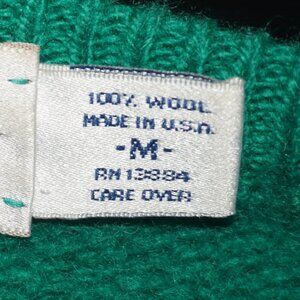 100% WOOL
MADE IN U.S.A.
-M-
RN 13884
CARE OVER